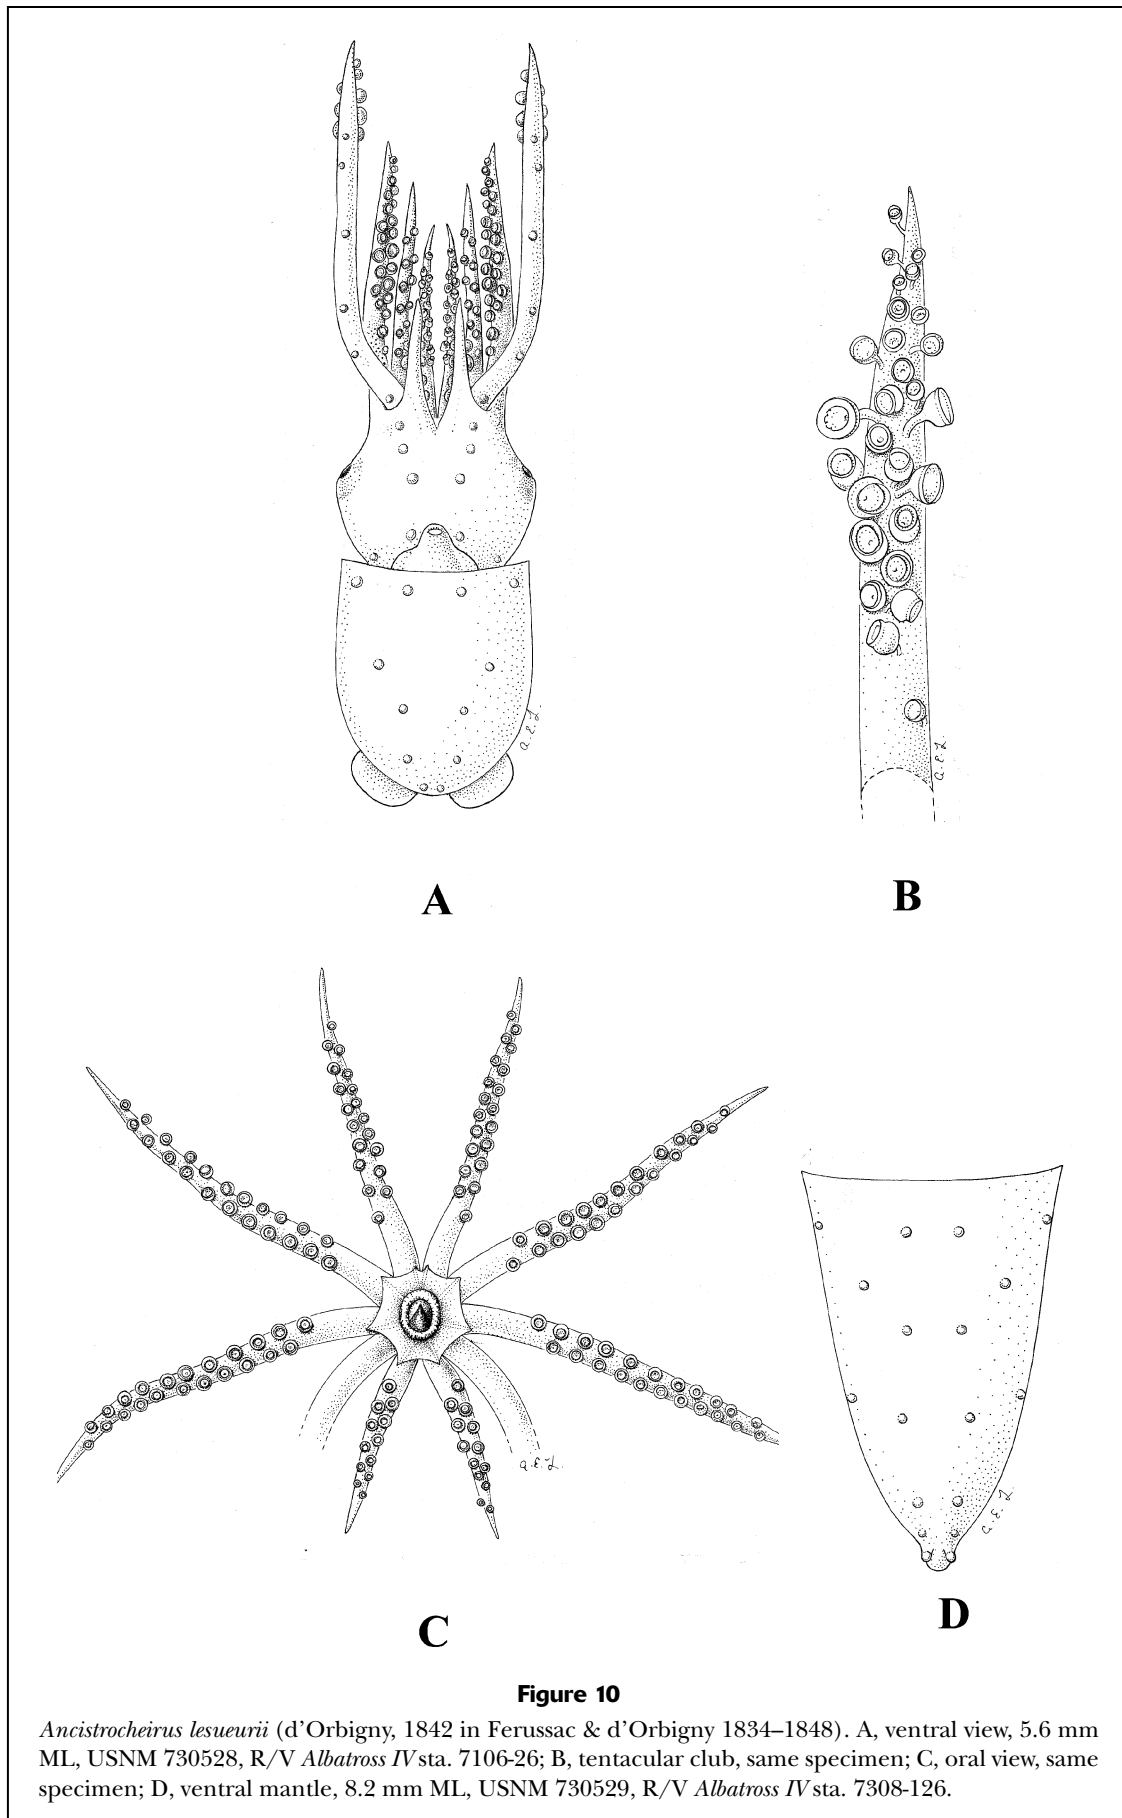 A
B
C
D
Figure 10
Ancistrocheirus lesueurii (d’Orbigny, 1842 in Ferussac & d’Orbigny 1834–1848). A, ventral view, 5.6 mm
ML, USNM 730528, R/V Albatross IV sta. 7106-26; B, tentacular club, same specimen; C, oral view, same
specimen; D, ventral mantle, 8.2 mm ML, USNM 730529, R/V Albatross IV sta. 7308-126.